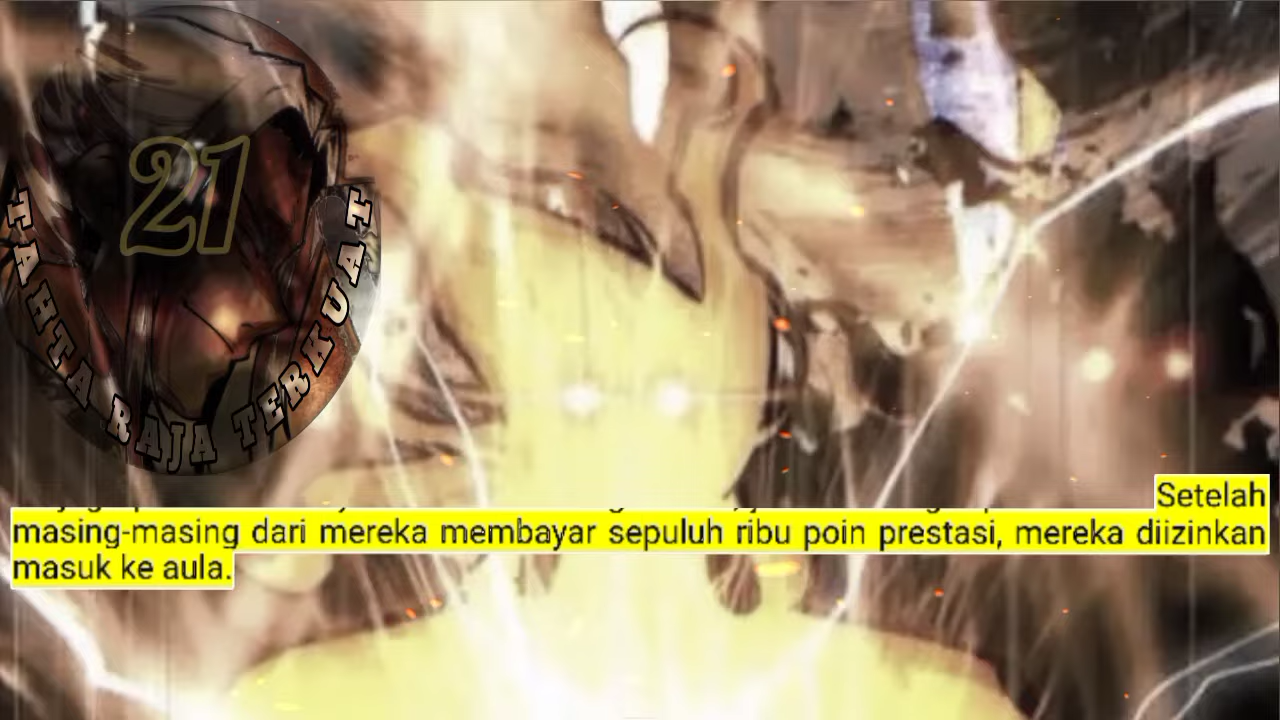 21
TAHTA RAJA TERKUAT
Setelah
masing-masing dari mereka membayar sepuluh ribu poin prestasi, mereka diizinkan
masuk ke aula.